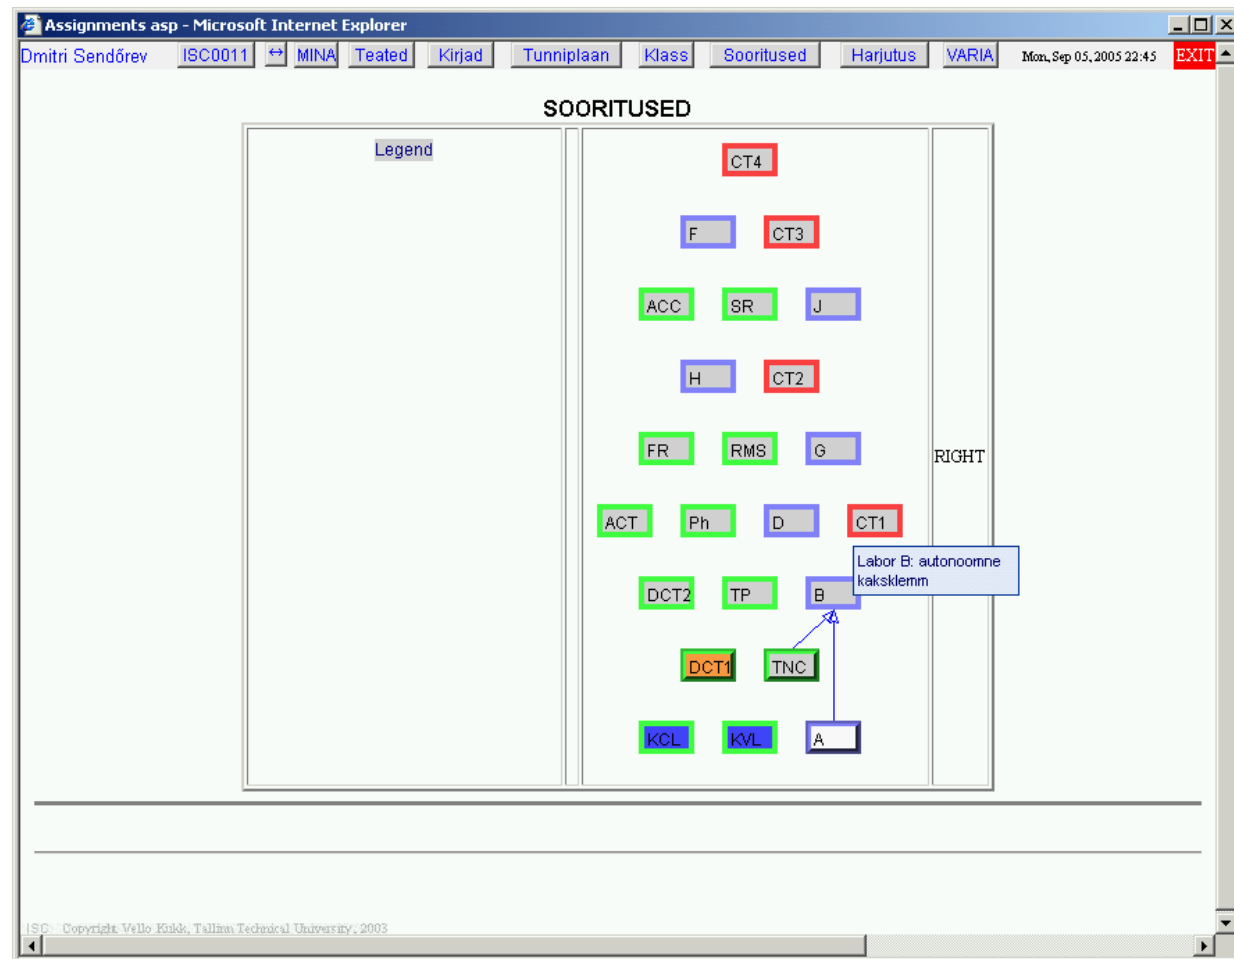 Assignments asp - Microsoft Internet Explorer
Dmitri Sendőrev ISC0011 ↔ MINA Teated Kirjad Tunniplaan Klass Sooritused Harjutus VARIA Mon, Sep 05, 2005 22:45 EXIT
SOORITUSED
Legend
CT4
F CT3
ACC SR J
H CT2
FR RMS G
RIGHT
ACT Ph D CT1
Labor B: autonoomne
kaksklemm
DCT2 TP B
DCT1 TNC
KCL KVL A
ISC Copyright Vello Kukk, Tallinn Technical University, 2003